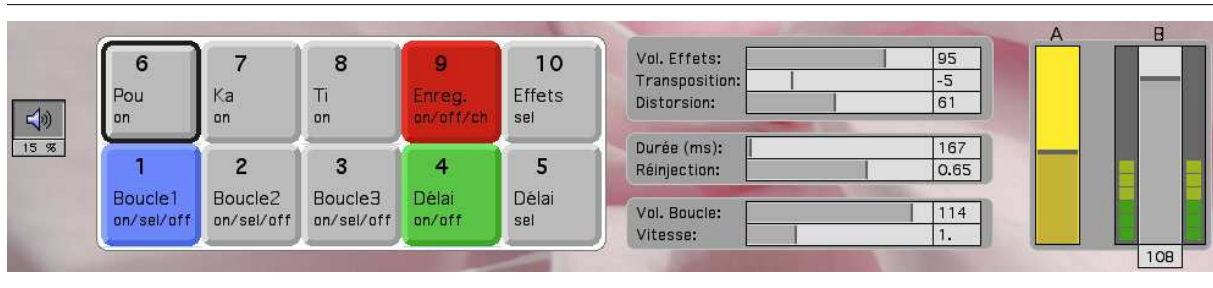 15 %
6
Pou
on
7
Ka
on
8
Ti
on
9
Enreg.
on/off/ch
10
Effets
sel
1
Boucle1
on/sel/off
2
Boucle2
on/sel/off
3
Boucle3
on/sel/off
4
Délai
on/off
5
Délai
sel
Vol. Effets: 95
Transposition: -5
Distorsion: 61
Durée (ms): 167
Réinjection: 0.65
Vol. Boucle: 114
Vitesse: 1.
A B
108